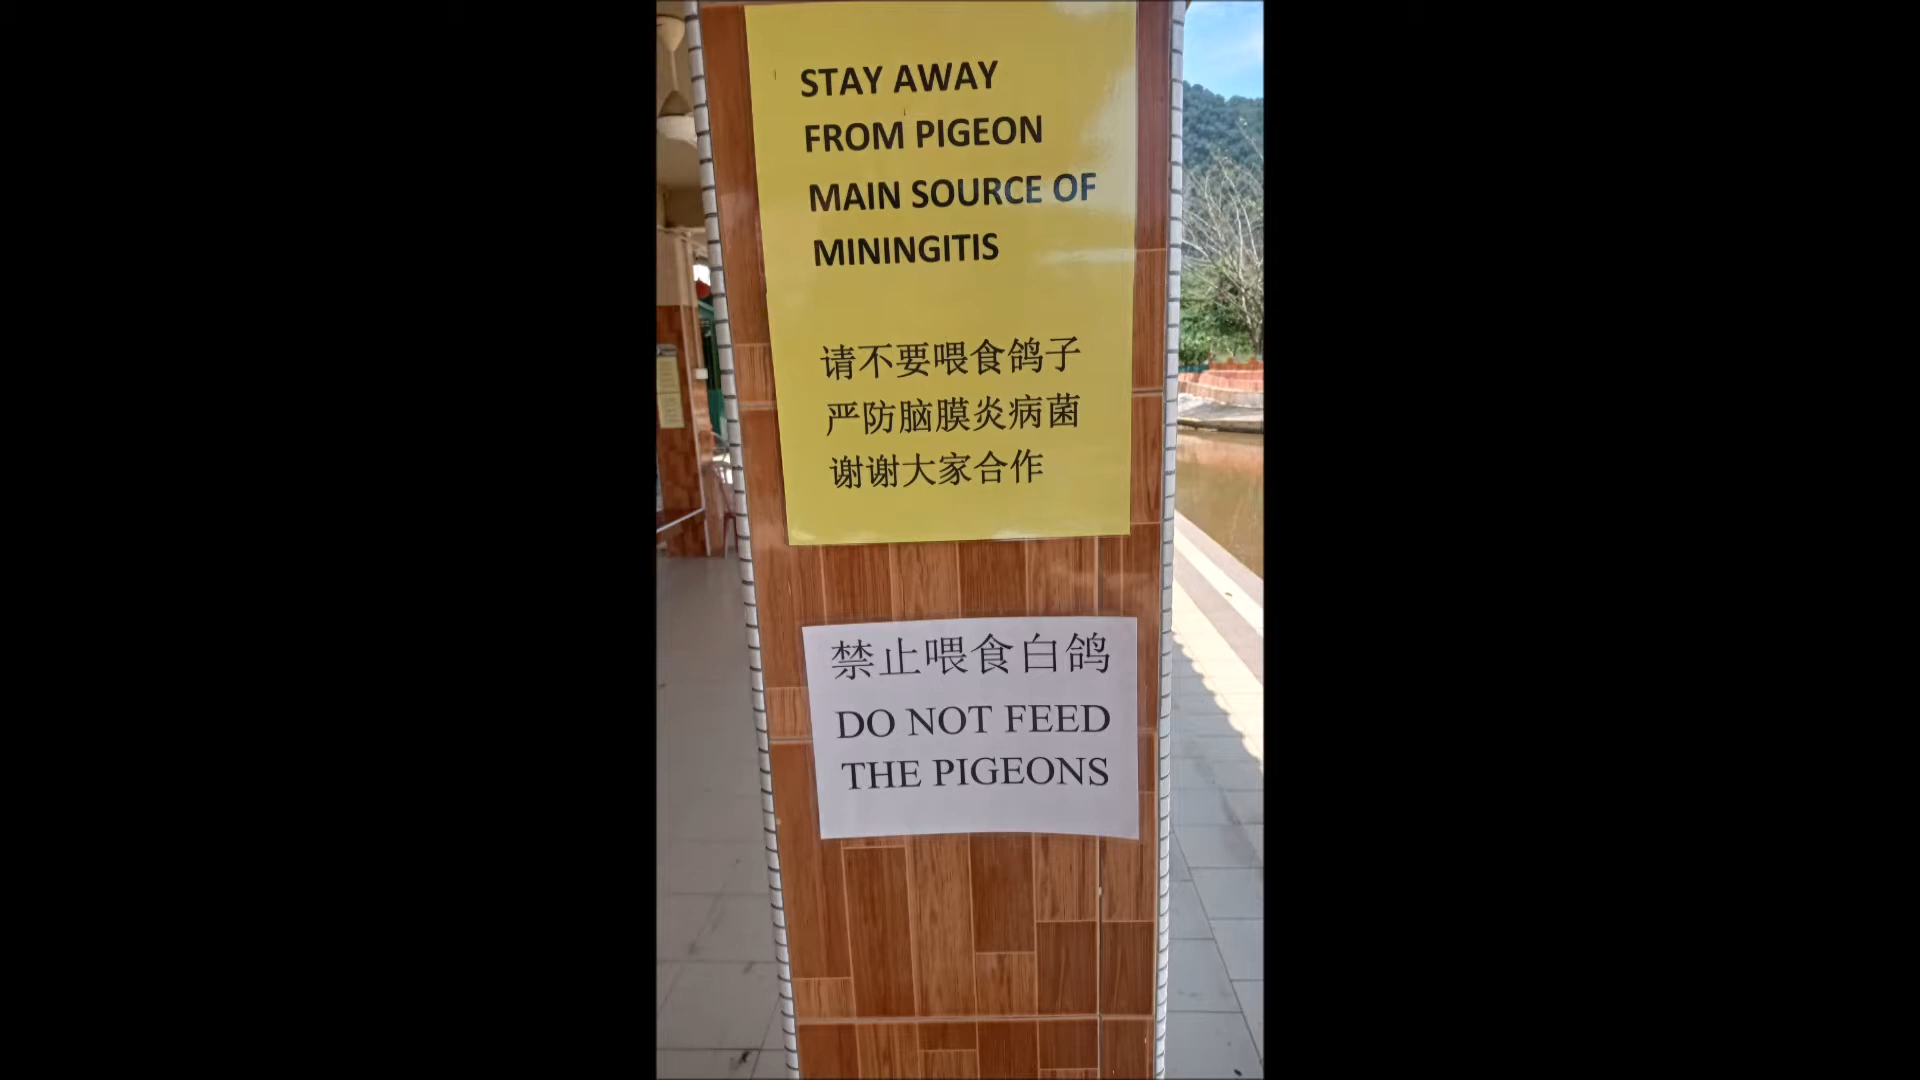 STAY AWAY
FROM PIGEON
MAIN SOURCE OF
MININGITIS
请不要喂食鸽子
严防脑膜炎病菌
谢谢大家合作
禁止喂食白鸽
DO NOT FEED
THE PIGEONS